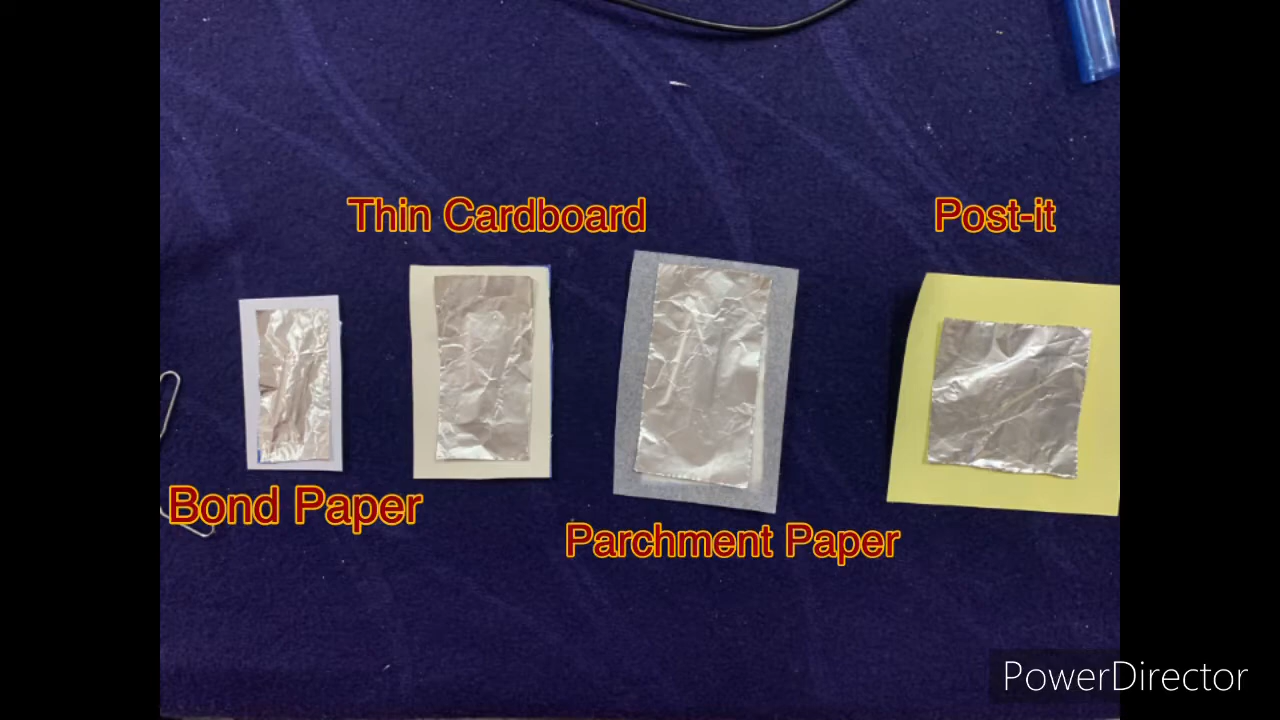 Thin Cardboard
Post-it
Bond Paper
Parchment Paper
PowerDirector